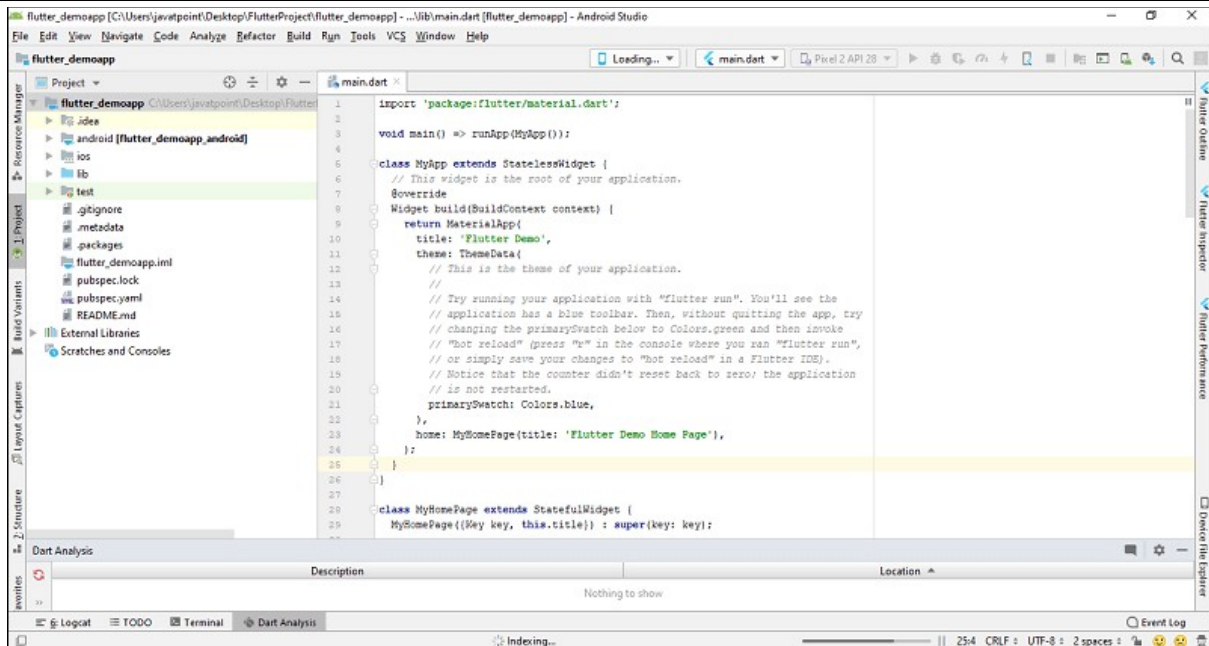 flutter_demoapp [C:\Users\javatpoint\Desktop\FlutterProject\flutter_demoapp] - ...\lib\main.dart [flutter_demoapp] - Android Studio
File Edit View Navigate Code Analyze Refactor Build Run Tools VCS Window Help
flutter_demoapp
Loading... main.dart Pixel 2 API 28
Project
main.dart
flutter_demoapp C:\Users\javatpoint\Desktop\Flutter
.idea
android [flutter_demoapp_android]
ios
lib
test
.gitignore
.metadata
.packages
flutter_demoapp.iml
pubspec.lock
pubspec.yaml
README.md
External Libraries
Scratches and Consoles
Resource Manager
1: Project
Build Variants
Layout Captures
2: Structure
avorites
1 import 'package:flutter/material.dart';
2
3 void main() => runApp(MyApp());
4
5 class MyApp extends StatelessWidget {
6 // This widget is the root of your application.
7 @override
8 Widget build(BuildContext context) {
9 return MaterialApp(
10 title: 'Flutter Demo',
11 theme: ThemeData(
12 // This is the theme of your application.
13 //
14 // Try running your application with "flutter run". You'll see the
15 // application has a blue toolbar. Then, without quitting the app, try
16 // changing the primarySwatch below to Colors.green and then invoke
17 // "hot reload" (press "r" in the console where you ran "flutter run",
18 // or simply save your changes to "hot reload" in a Flutter IDE).
19 // Notice that the counter didn't reset back to zero; the application
20 // is not restarted.
21 primarySwatch: Colors.blue,
22 ),
23 home: MyHomePage(title: 'Flutter Demo Home Page'),
24 );
25 }
26 }
27
28 class MyHomePage extends StatefulWidget {
29 MyHomePage({Key key, this.title}) : super(key: key);
Flutter Outline
Flutter Inspector
Flutter Performance
Device File Explorer
Dart Analysis
Description Location
Nothing to show
6: Logcat TODO Terminal Dart Analysis Event Log
Indexing... 25:4 CRLF UTF-8 2 spaces